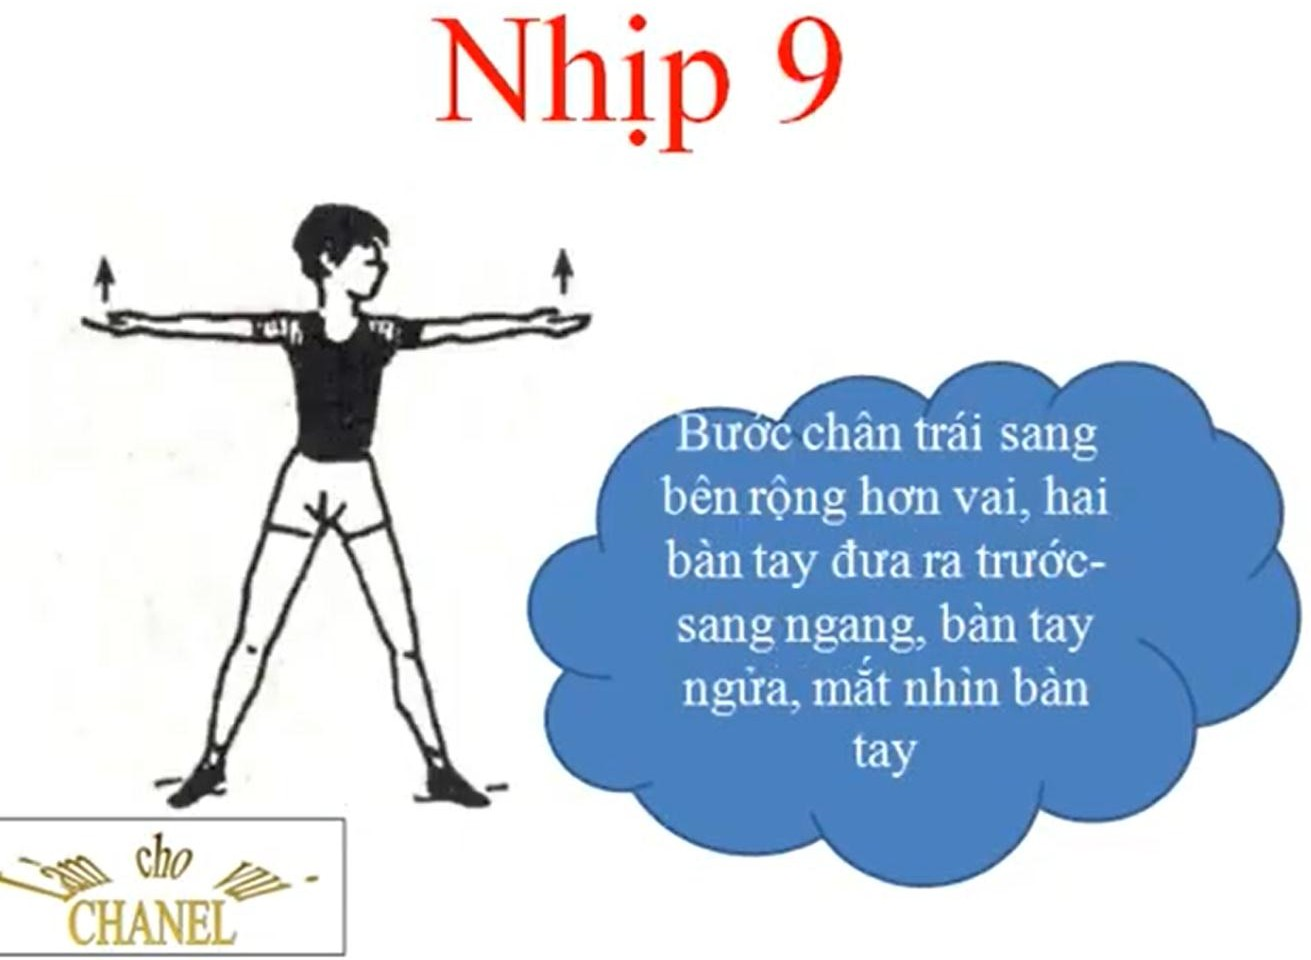 Nhịp 9
Bước chân trái sang
bên rộng hơn vai, hai
bàn tay đưa ra trước-
sang ngang, bàn tay
ngửa, mắt nhìn bàn
tay
Làm cho vui
CHANEL